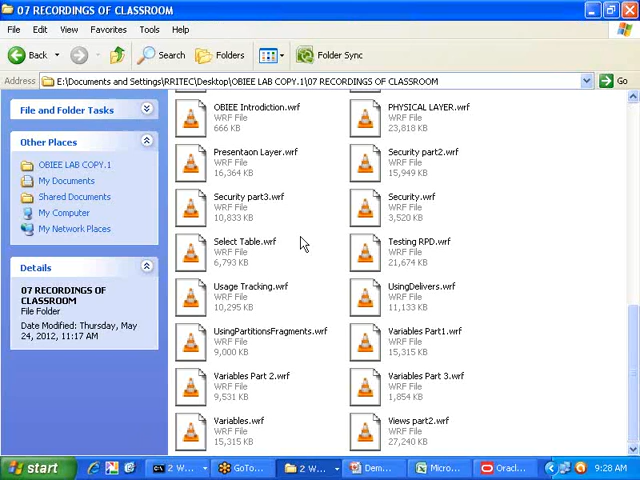 07 RECORDINGS OF CLASSROOM
File Edit View Favorites Tools Help
Back Search Folders Folder Sync
Address E:\Documents and Settings\RRITEC\Desktop\OBIEE LAB COPY.1\07 RECORDINGS OF CLASSROOM Go
File and Folder Tasks
Other Places
OBIEE LAB COPY.1
My Documents
Shared Documents
My Computer
My Network Places
Details
07 RECORDINGS OF
CLASSROOM
File Folder
Date Modified: Thursday, May
24, 2012, 11:17 AM
OBIEE Introdiction.wrf
WRF File
666 KB
PHYSICAL LAYER.wrf
WRF File
23,818 KB
Presentaon Layer.wrf
WRF File
16,364 KB
Security part2.wrf
WRF File
15,949 KB
Security part3.wrf
WRF File
10,833 KB
Security.wrf
WRF File
3,520 KB
Select Table.wrf
WRF File
6,793 KB
Testing RPD.wrf
WRF File
21,674 KB
Usage Tracking.wrf
WRF File
10,295 KB
UsingDelivers.wrf
WRF File
11,133 KB
UsingPartitionsFragments.wrf
WRF File
9,000 KB
Variables Part1.wrf
WRF File
15,315 KB
Variables Part 2.wrf
WRF File
9,531 KB
Variables Part 3.wrf
WRF File
1,854 KB
Variables.wrf
WRF File
15,315 KB
Views part2.wrf
WRF File
27,240 KB
start 2 W... GoTo... 2 W... Dem... Micro... Oracl... 9:28 AM